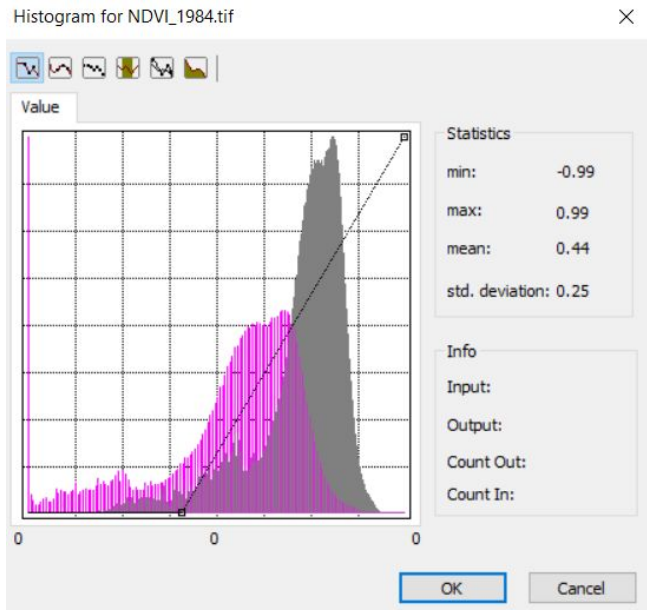 Histogram for NDVI_1984.tif
Value
Statistics
min: -0.99
max: 0.99
mean: 0.44
std. deviation: 0.25
Info
Input:
Output:
Count Out:
Count In:
0 0 0
OK Cancel